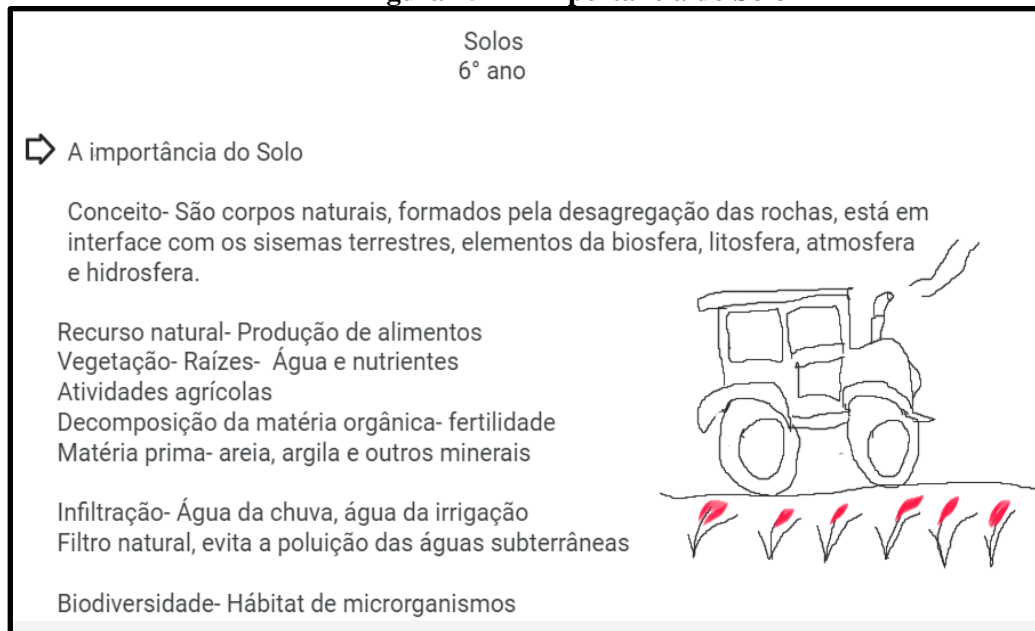 Solos
6° ano
A importância do Solo
Conceito- São corpos naturais, formados pela desagregação das rochas, está em
interface com os sisemas terrestres, elementos da biosfera, litosfera, atmosfera
e hidrosfera.
Recurso natural- Produção de alimentos
Vegetação- Raízes- Água e nutrientes
Atividades agrícolas
Decomposição da matéria orgânica- fertilidade
Matéria prima- areia, argila e outros minerais
Infiltração- Água da chuva, água da irrigação
Filtro natural, evita a poluição das águas subterrâneas
Biodiversidade- Hábitat de microrganismos